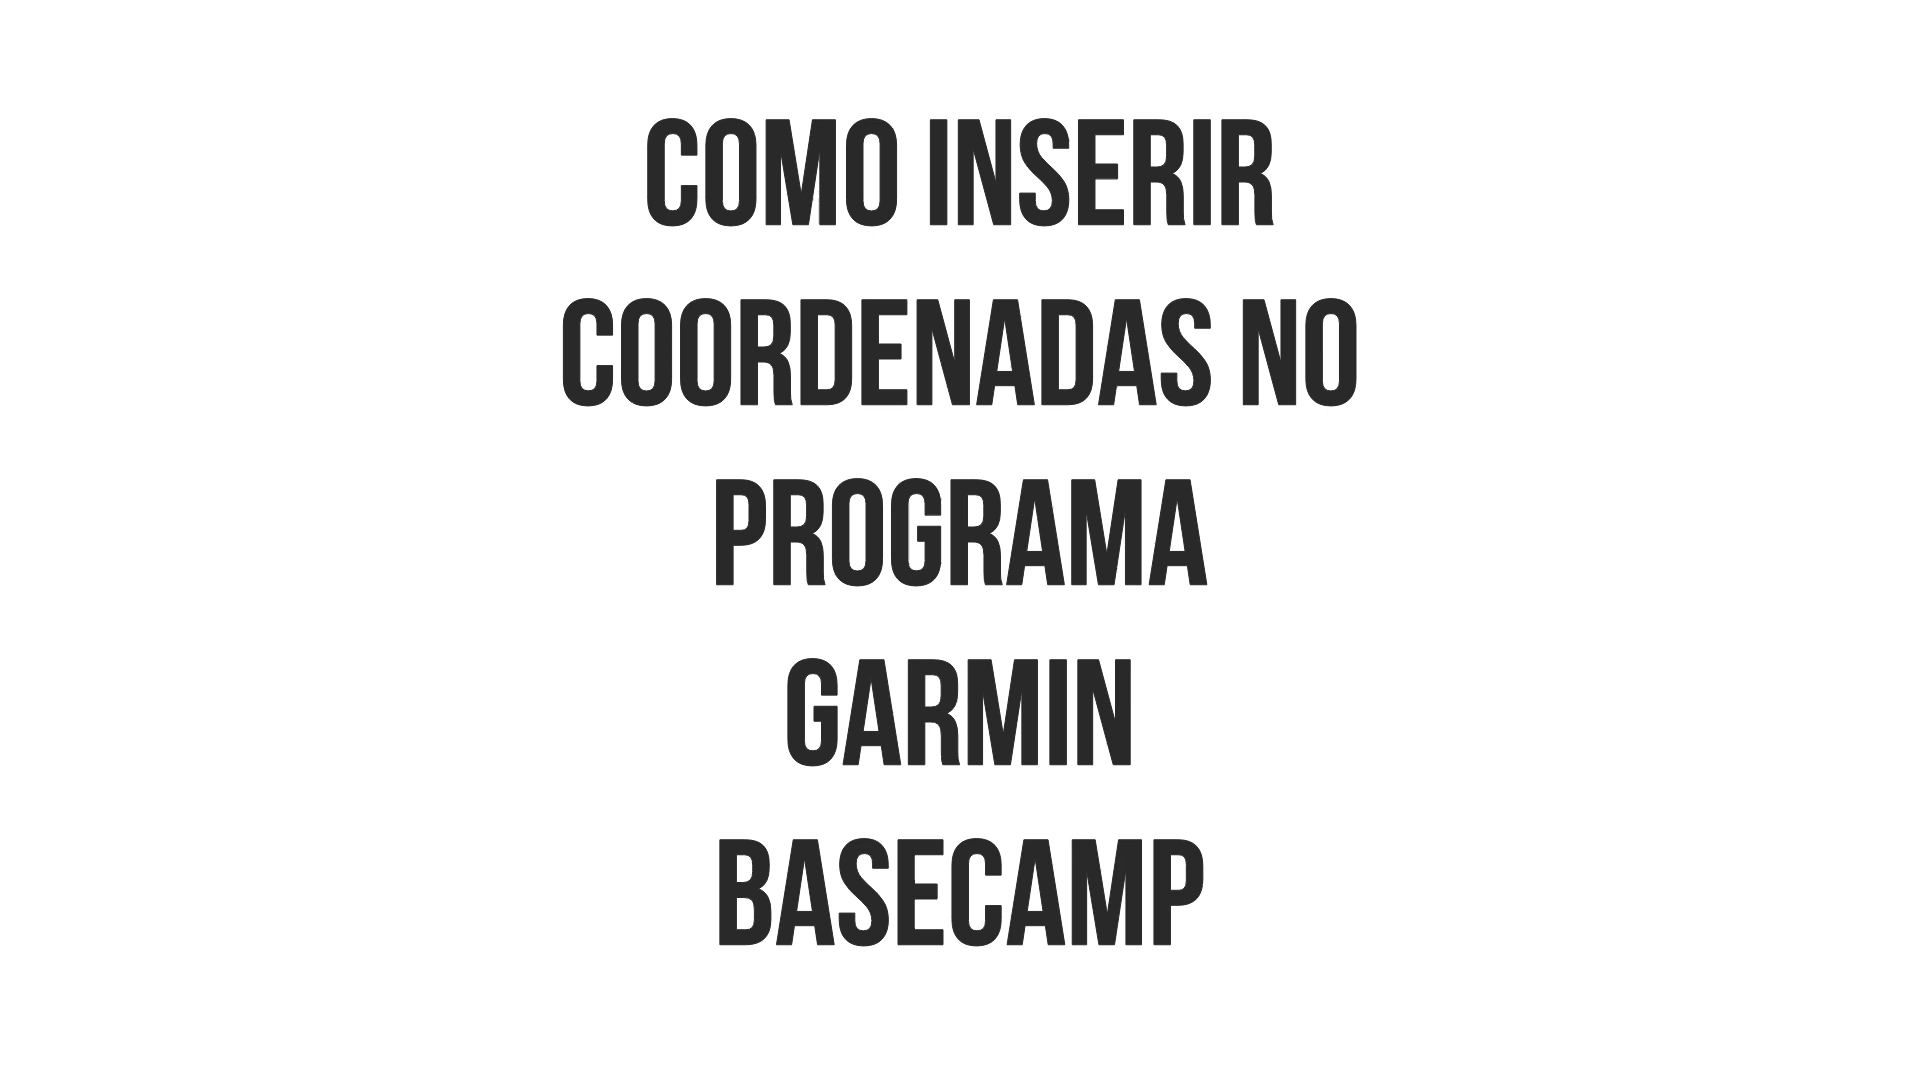 COMO INSERIR
COORDENADAS NO
PROGRAMA
GARMIN
BASECAMP